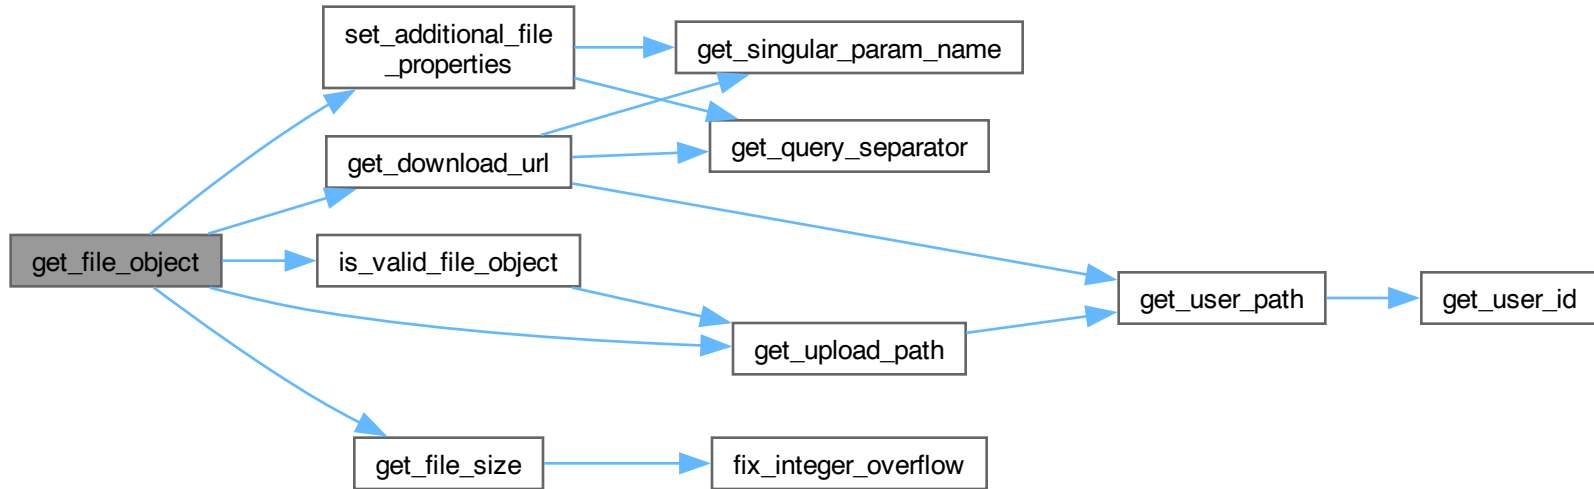 set_additional_file
_properties
get_singular_param_name
get_query_separator
get_download_url
get_file_object
is_valid_file_object
get_user_path
get_user_id
get_upload_path
get_file_size
fix_integer_overflow